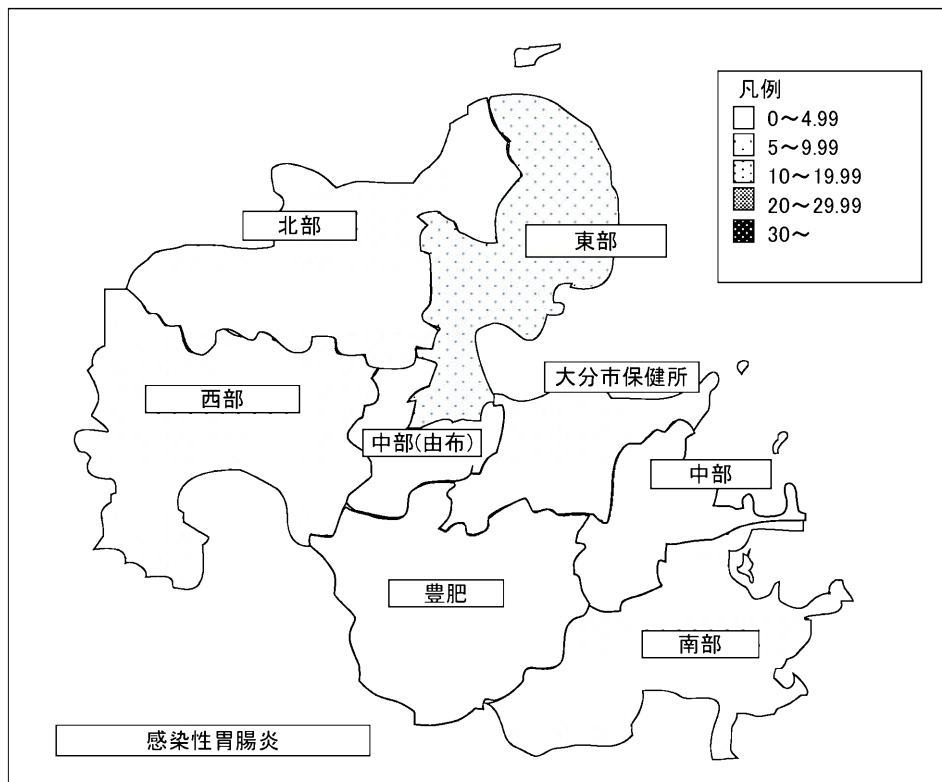 凡例
0～4.99
5～9.99
10～19.99
20～29.99
30～
北部
東部
大分市保健所
西部
中部(由布)
中部
豊肥
南部
感染性胃腸炎